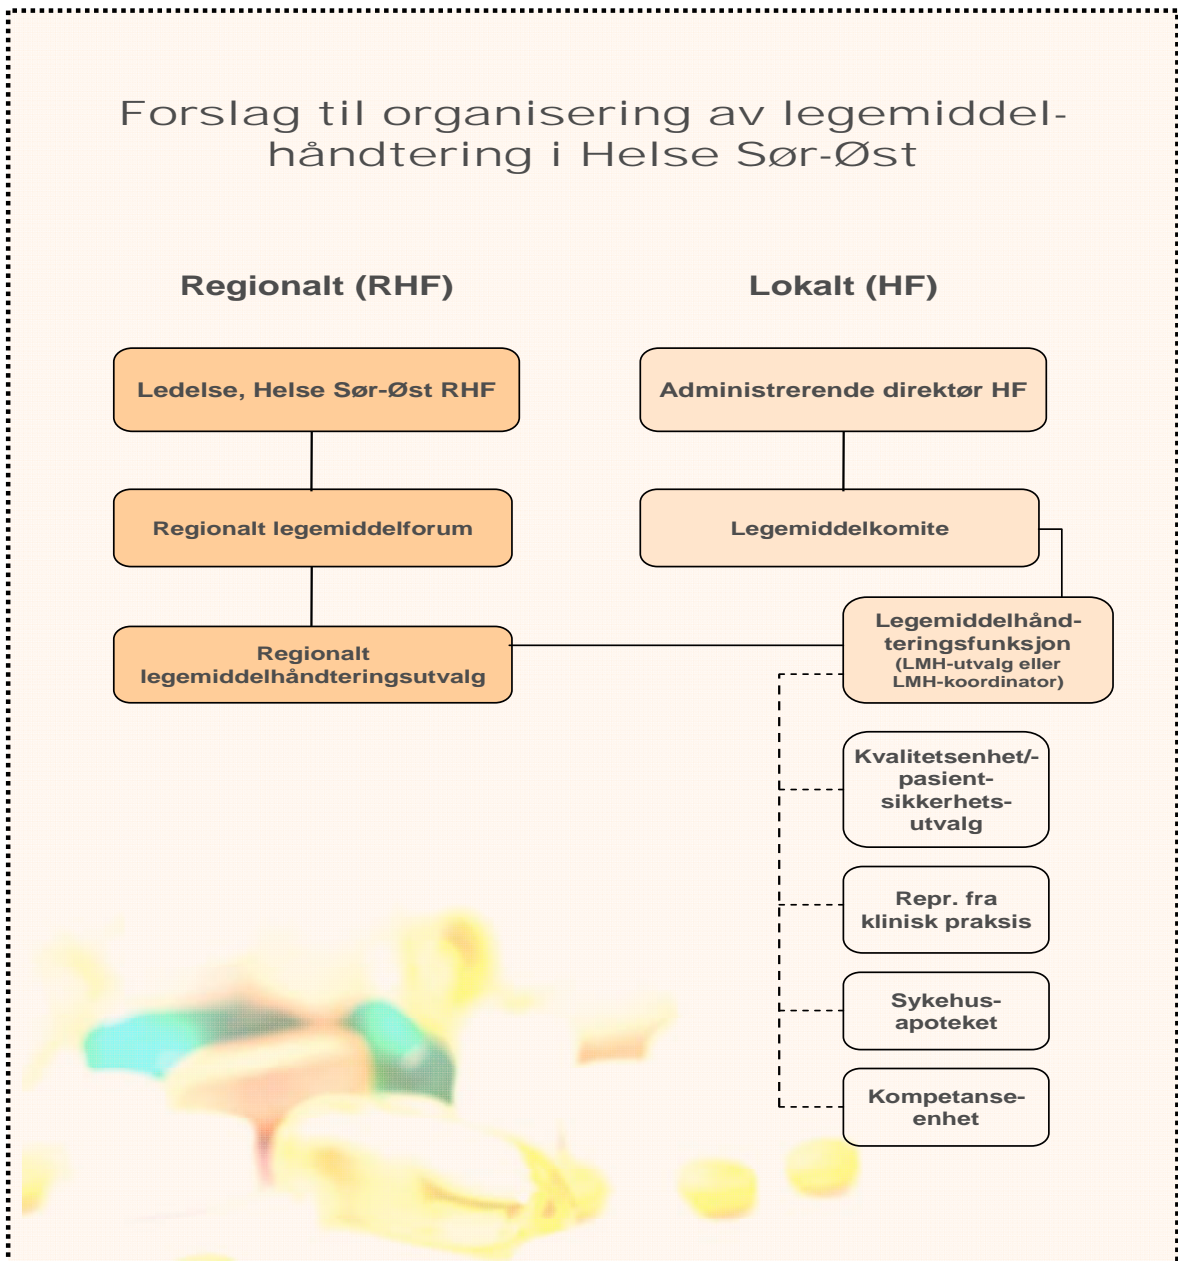 Forslag til organisering av legemiddel-
håndtering i Helse Sør-Øst
Regionalt (RHF)
Ledelse, Helse Sør-Øst RHF
Regionalt legemiddelforum
Regionalt
legemiddelhåndteringsutvalg
Lokalt (HF)
Administrerende direktør HF
Legemiddelkomite
Legemiddelhånd-
teringsfunksjon
(LMH-utvalg eller
LMH-koordinator)
Kvalitetsenhet/-
pasient-
sikkerhets-
utvalg
Repr. fra
klinisk praksis
Sykehus-
apoteket
Kompetanse-
enhet